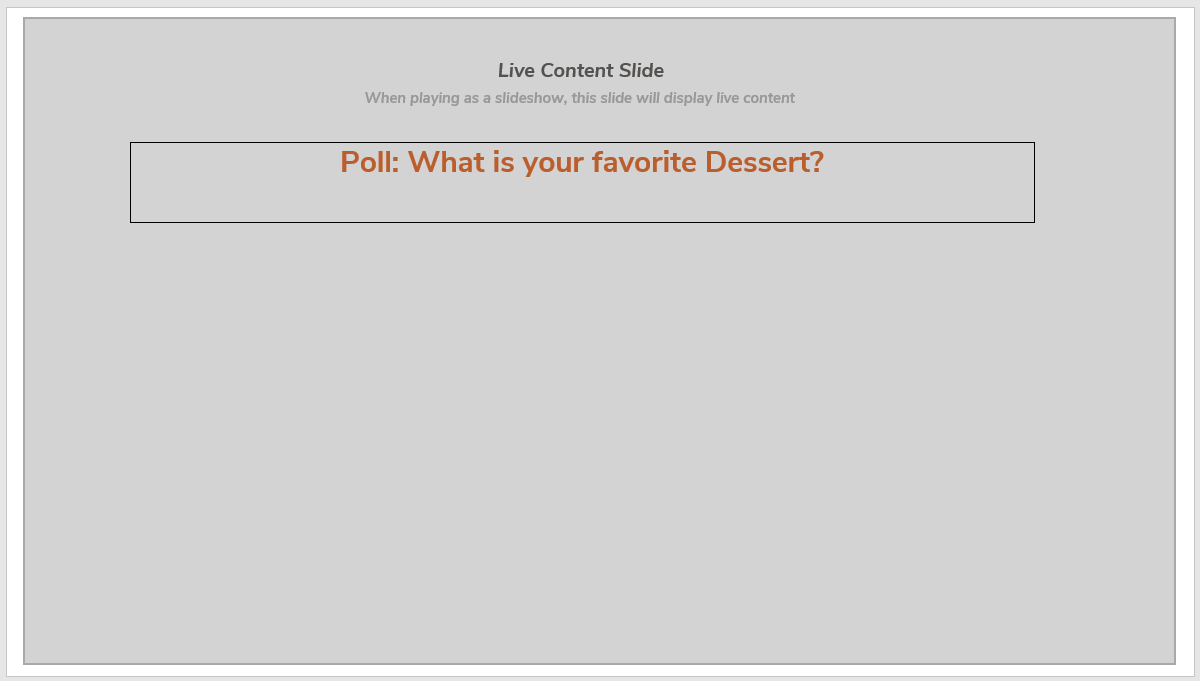 Live Content Slide
When playing as a slideshow, this slide will display live content
Poll: What is your favorite Dessert?